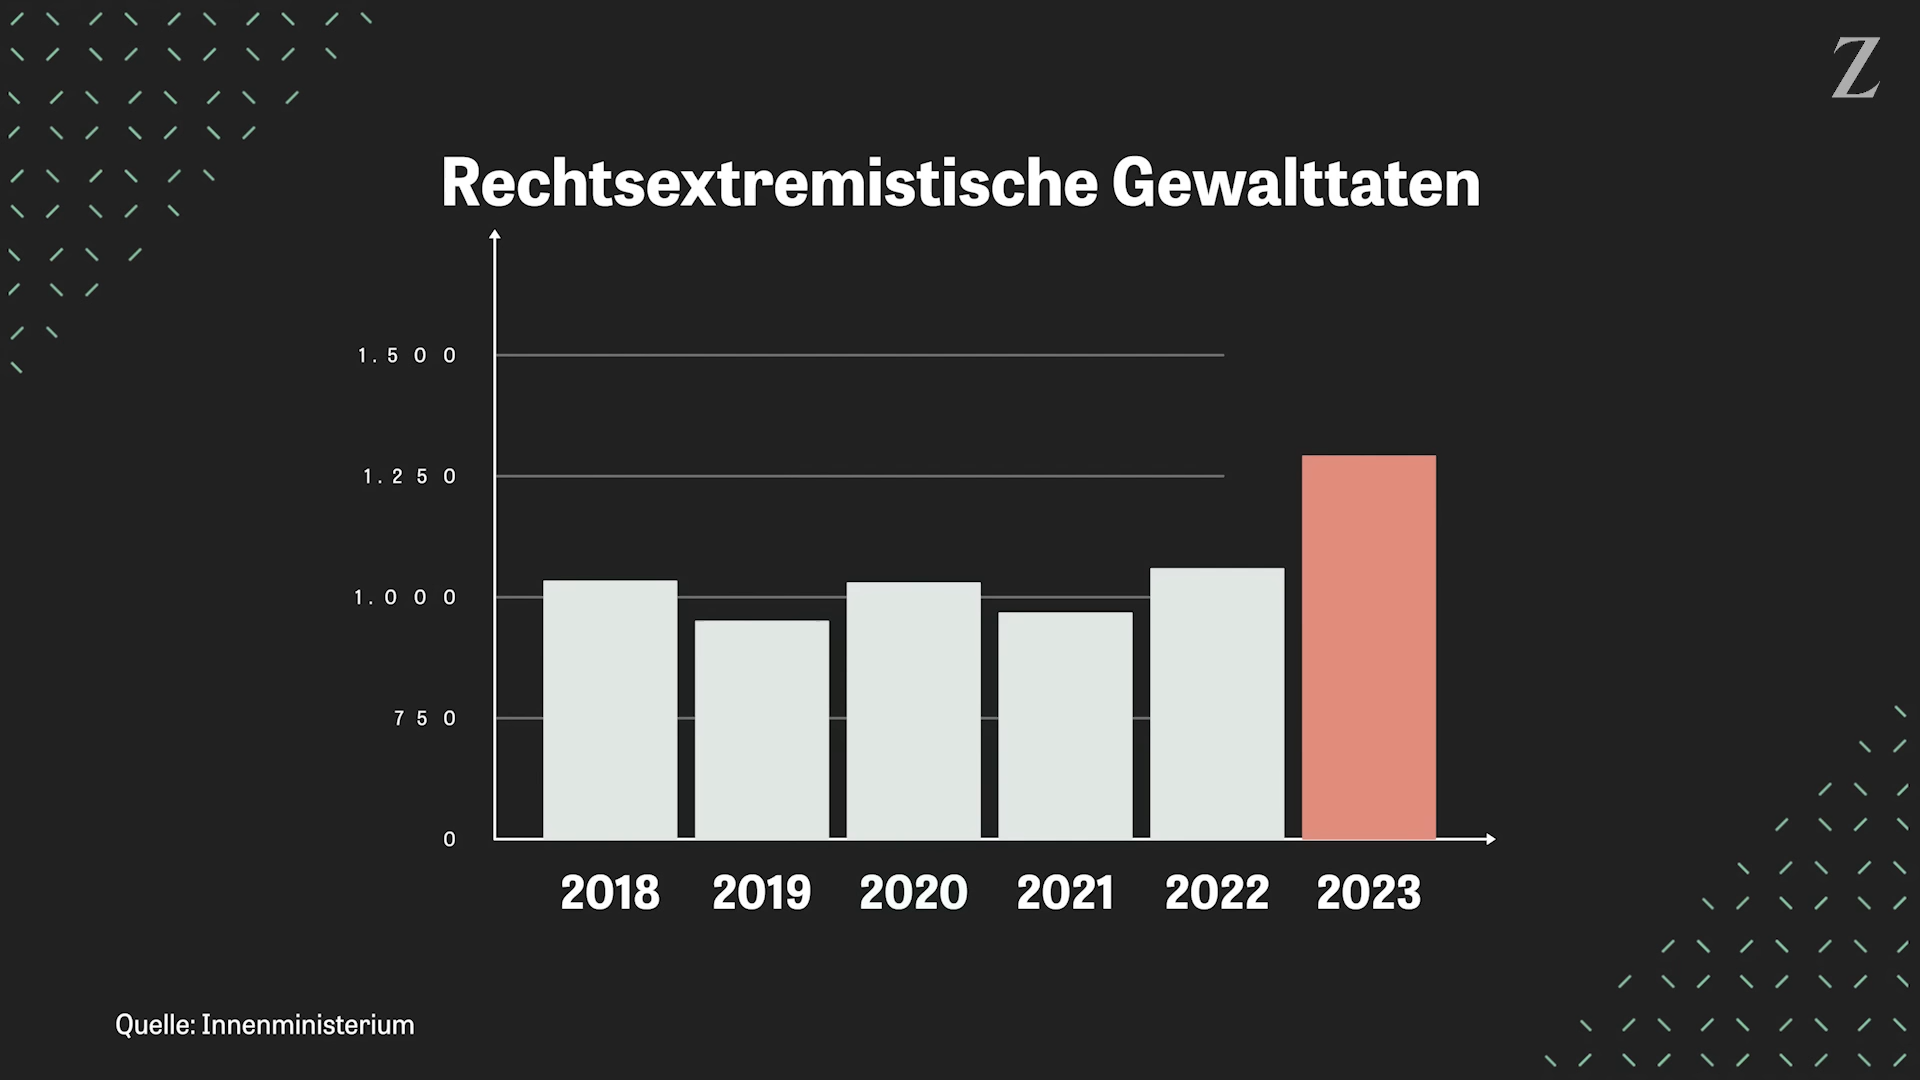 Z
Rechtsextremistische Gewalttaten
1.500
1.250
1.000
750
0
2018 2019 2020 2021 2022 2023
Quelle: Innenministerium